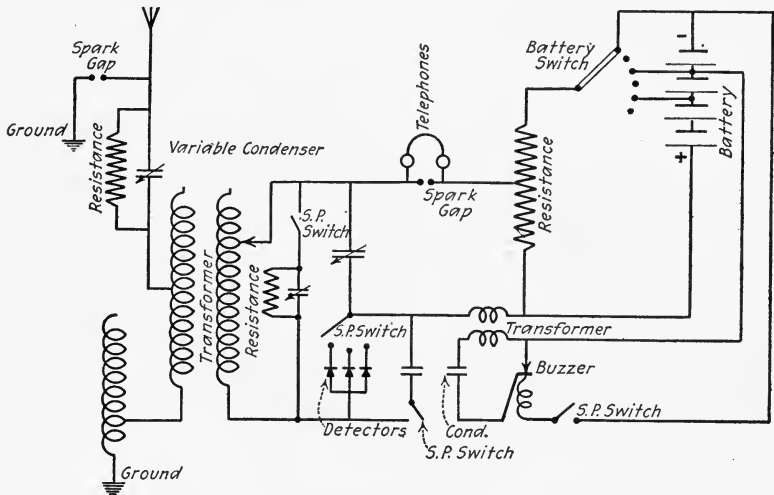 Spark
Gap
Ground
Resistance
Variable Condenser
Telephones
Spark
Gap
Battery
Switch
-
+
Battery
Resistance
S.P.
Switch
Transformer
Resistance
S.P. Switch
Transformer
Buzzer
S.P. Switch
Detectors
Cond.
S.P. Switch
Ground